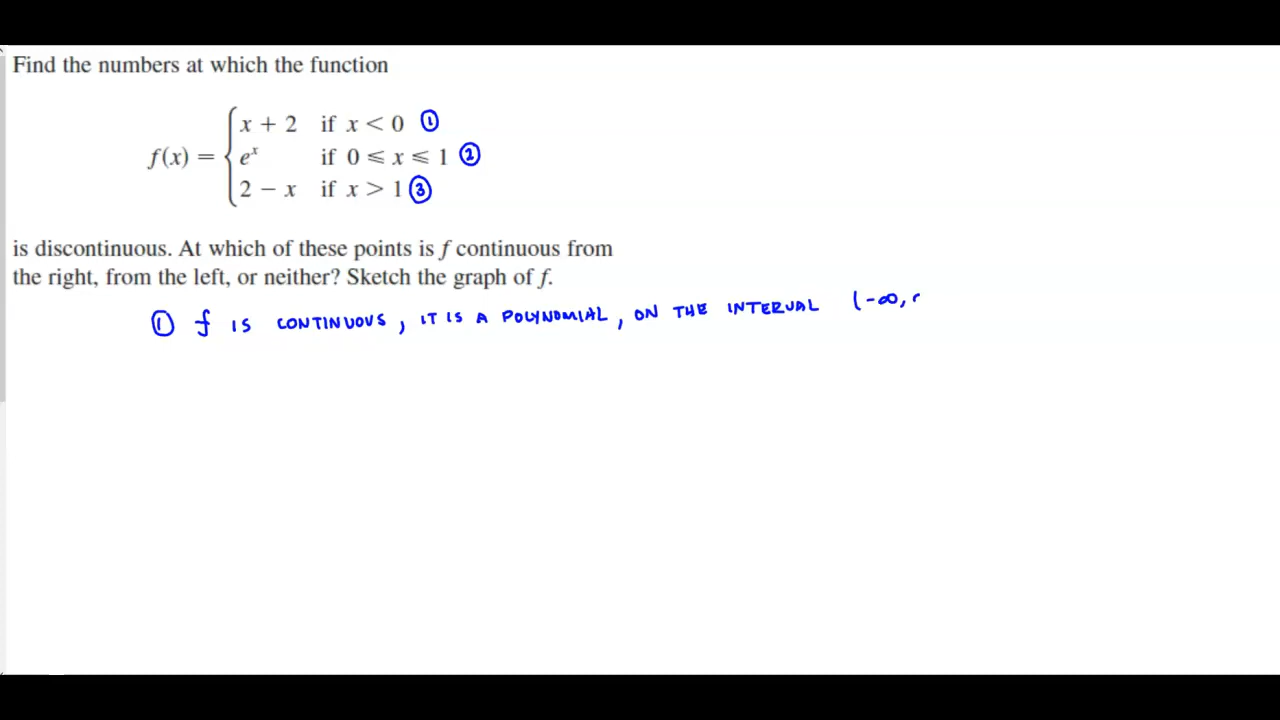 Find the numbers at which the function
x + 2 if x < 0 ①
f(x) = { eˣ if 0 ⩽ x ⩽ 1 ②
2 − x if x > 1 ③
is discontinuous. At which of these points is f continuous from
the right, from the left, or neither? Sketch the graph of f.
① f IS CONTINUOUS, IT IS A POLYNOMIAL, ON THE INTERVAL (-∞,